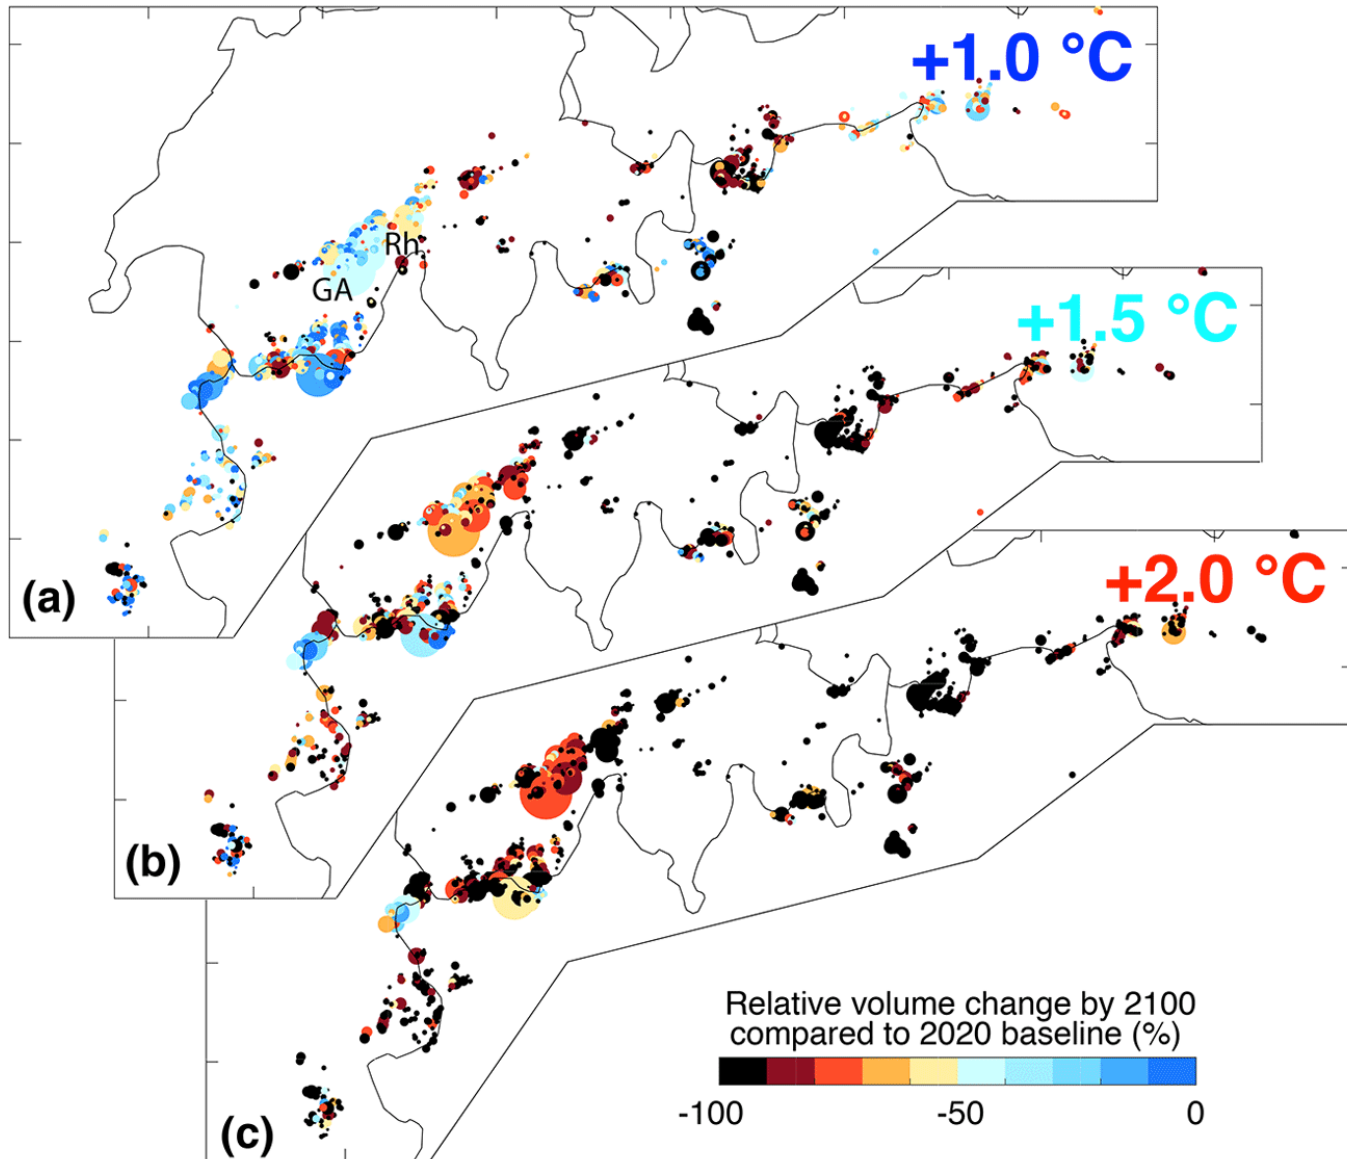 +1.0 °C
Rh
GA
+1.5 °C
(a)
+2.0 °C
(b)
Relative volume change by 2100
compared to 2020 baseline (%)
-100 -50 0
(c)